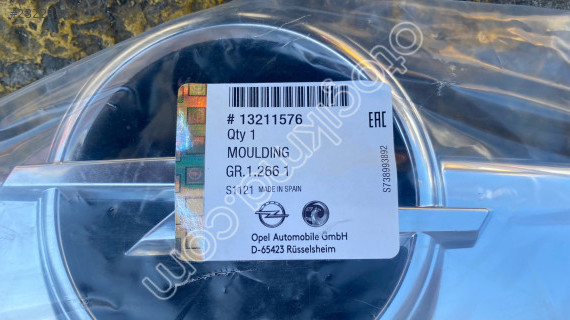 # 13211576
Qty 1
MOULDING
GR.1.266 1
S1121 MADE IN SPAIN
Opel Automobile GmbH
D-65423 Rüsselsheim
EAC
S738993892